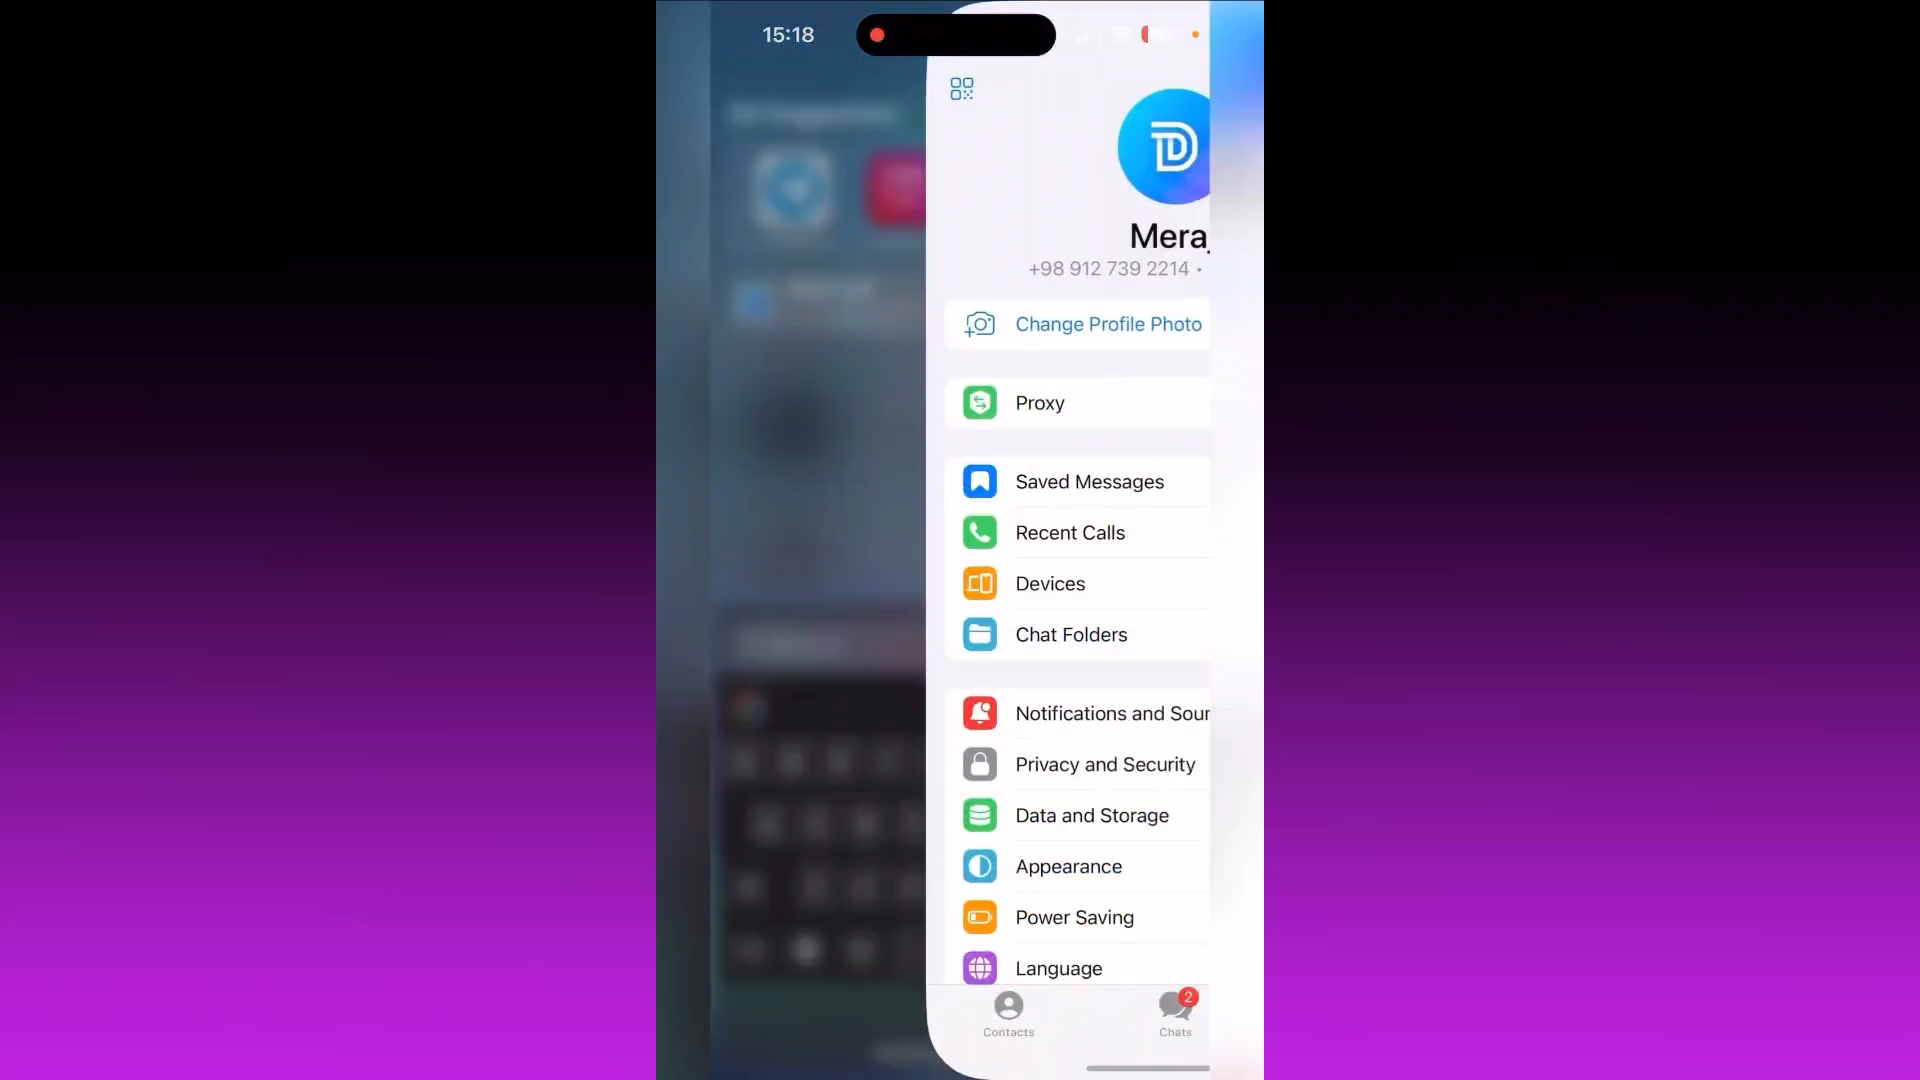 15:18
Mera
+98 912 739 2214 •
Change Profile Photo
Proxy
Saved Messages
Recent Calls
Devices
Chat Folders
Notifications and Soun
Privacy and Security
Data and Storage
Appearance
Power Saving
Language
2
Contacts
Chats